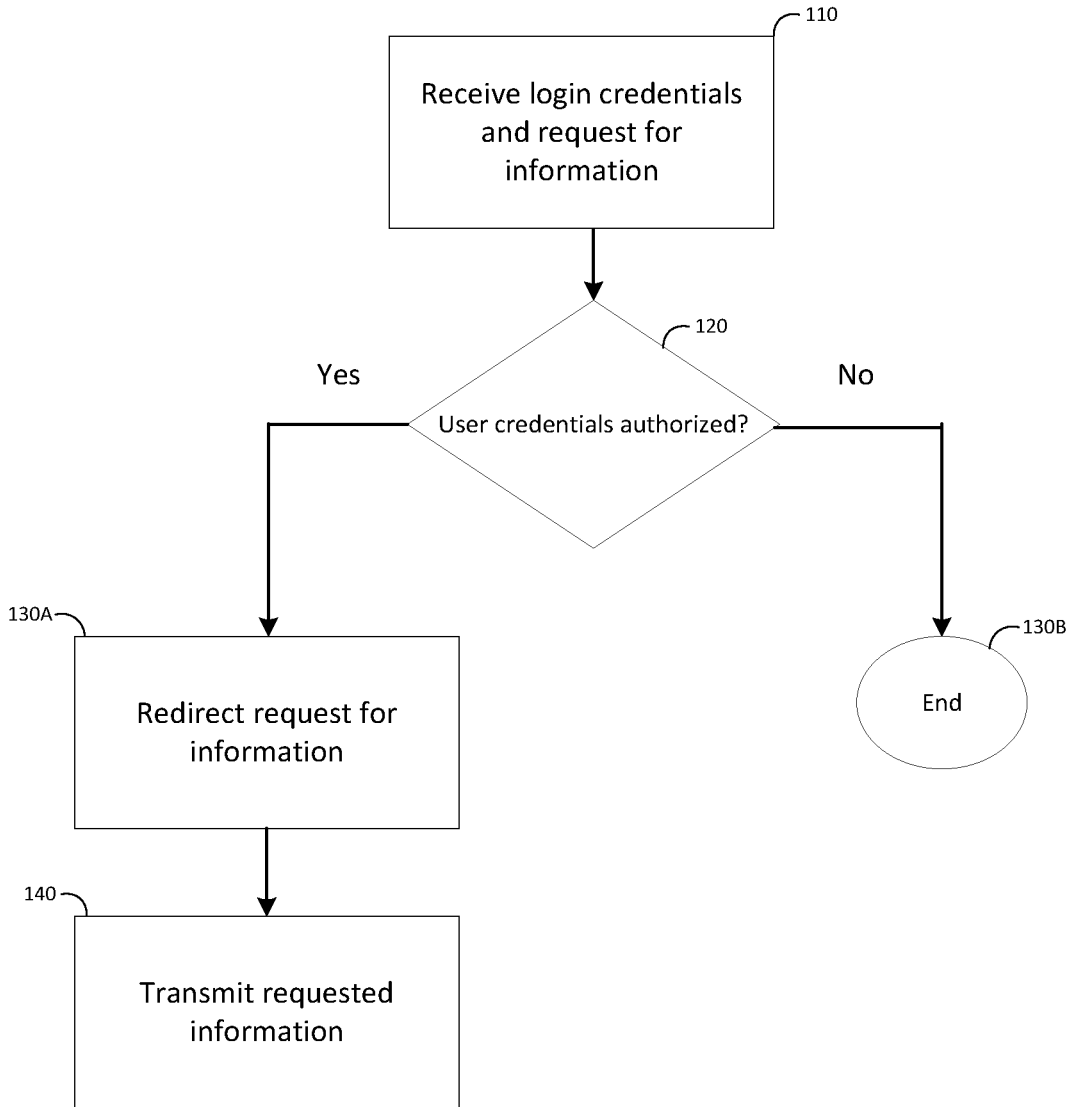 110
Receive login credentials
and request for
information
120
Yes
No
User credentials authorized?
130A
130B
Redirect request for
information
End
140
Transmit requested
information